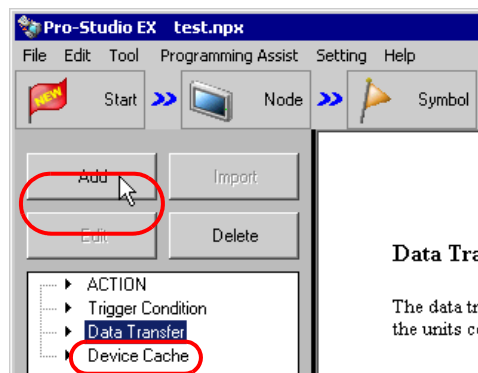 Pro-Studio EX test.npx
File Edit Tool Programming Assist Setting Help
NEW Start Node Symbol
Add Import
Edit Delete
ACTION
Trigger Condition
Data Transfer
Device Cache
Data Tra
The data tr
the units c